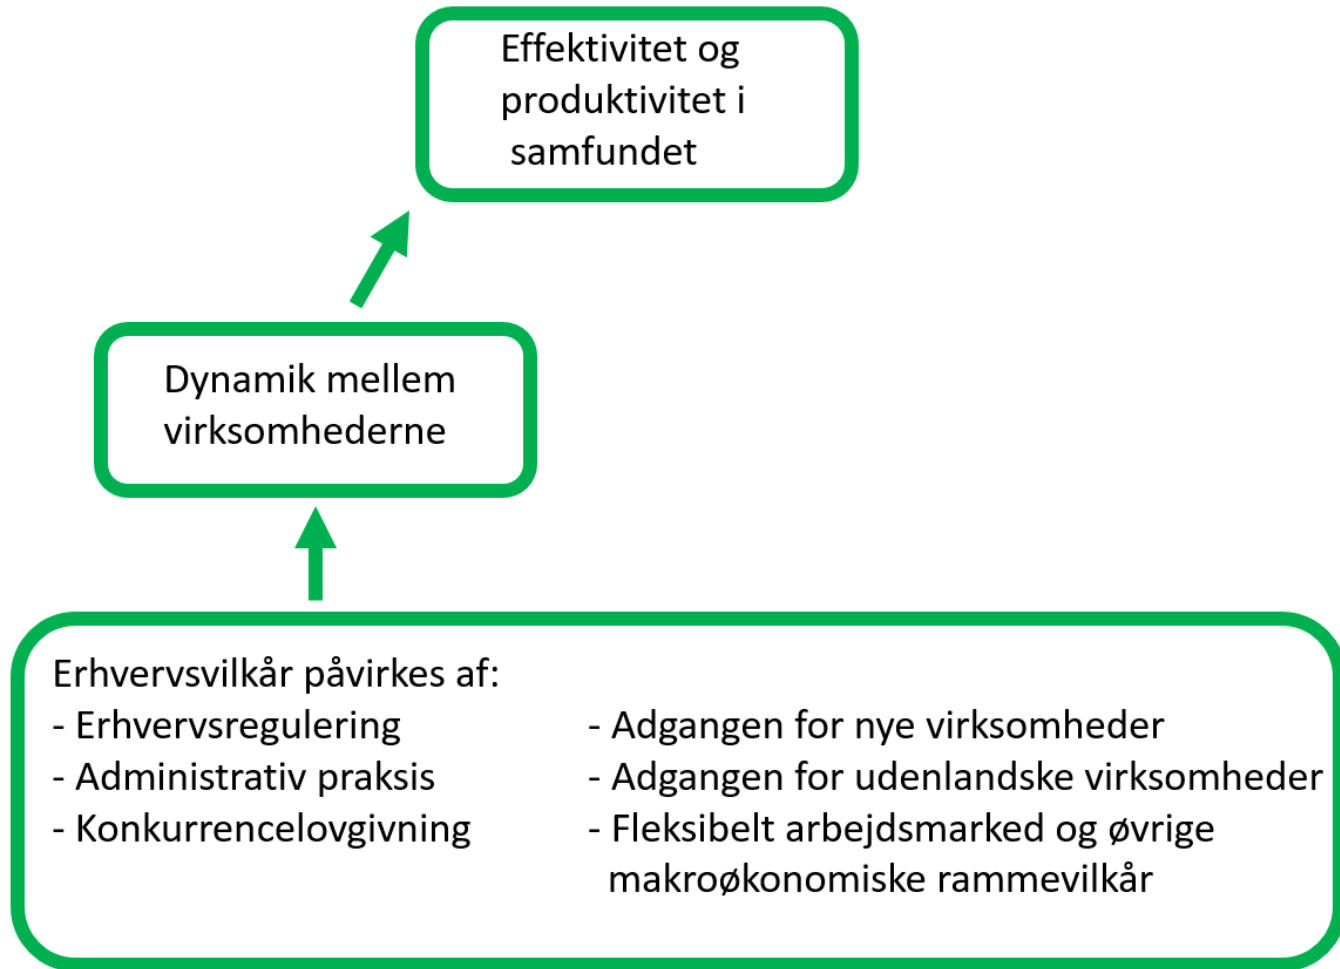 Effektivitet og
produktivitet i
samfundet
Dynamik mellem
virksomhederne
Erhvervsvilkår påvirkes af:
- Erhvervsregulering
- Administrativ praksis
- Konkurrencelovgivning
- Adgangen for nye virksomheder
- Adgangen for udenlandske virksomheder
- Fleksibelt arbejdsmarked og øvrige
makroøkonomiske rammevilkår